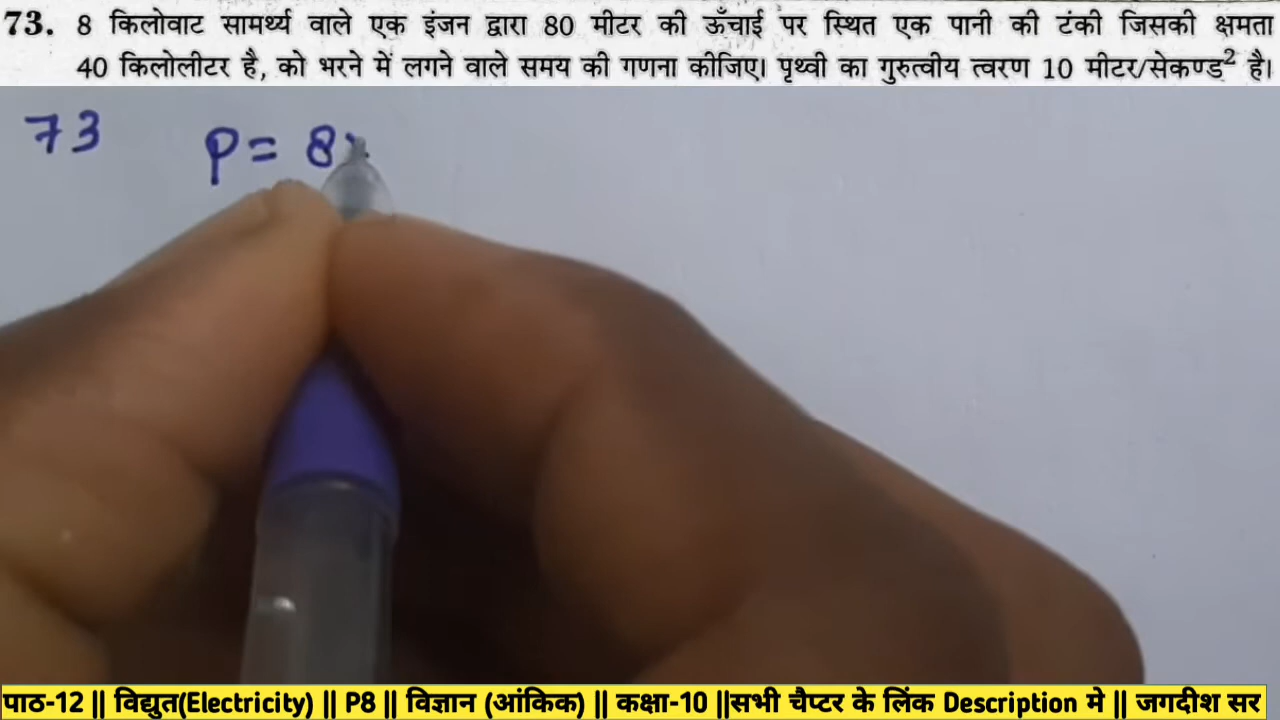 73. 8 किलोवाट सामर्थ्य वाले एक इंजन द्वारा 80 मीटर की ऊँचाई पर स्थित एक पानी की टंकी जिसकी क्षमता
40 किलोलीटर है, को भरने में लगने वाले समय की गणना कीजिए। पृथ्वी का गुरुत्वीय त्वरण 10 मीटर/सेकण्ड² है।
73 P = 8
पाठ-12 || विद्युत(Electricity) || P8 || विज्ञान (आंकिक) || कक्षा-10 ||सभी चैप्टर के लिंक Description मे || जगदीश सर